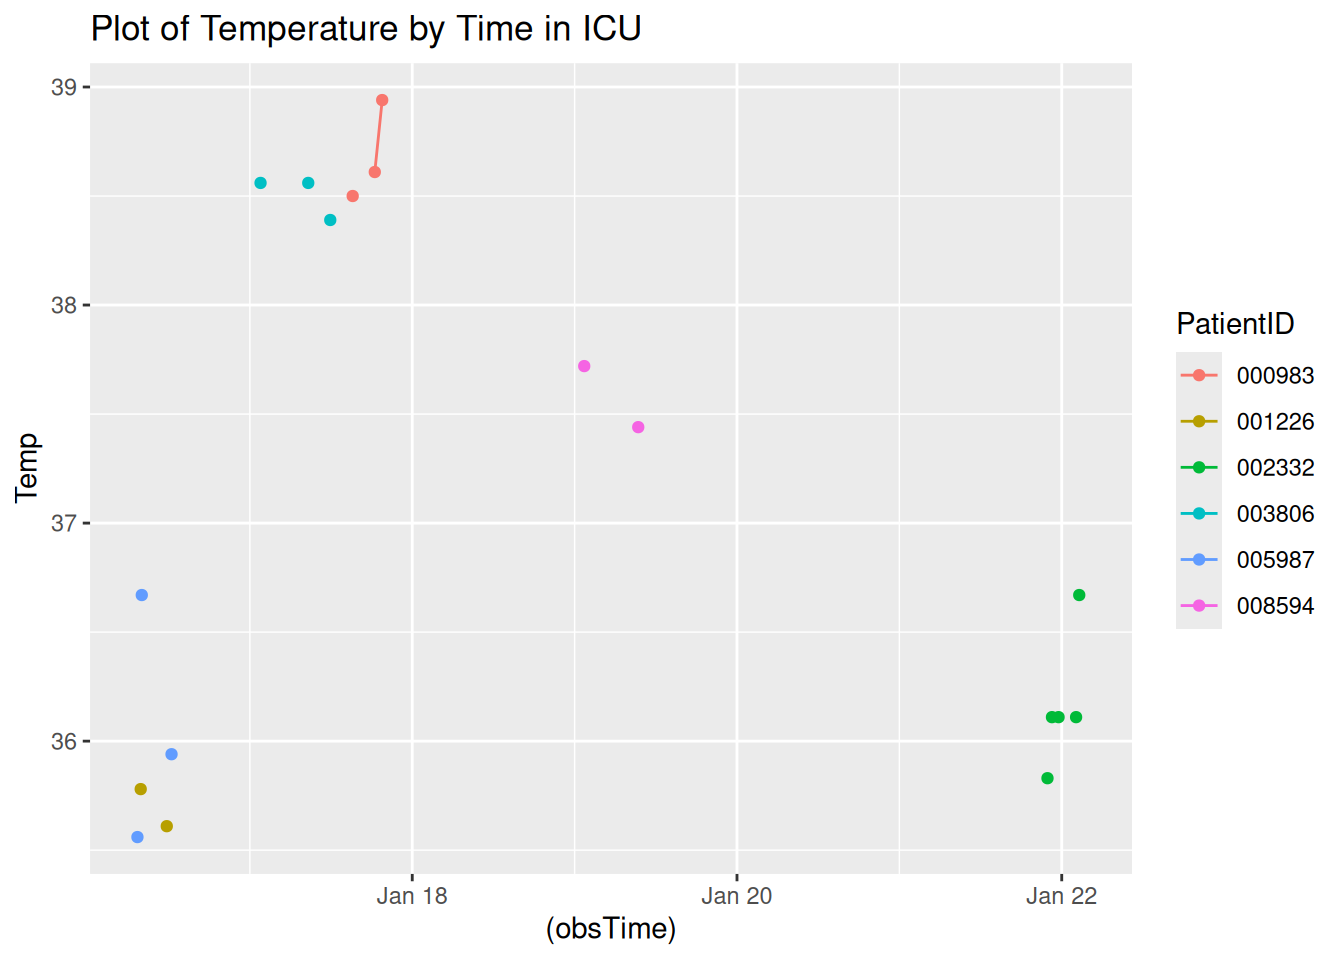 Plot of Temperature by Time in ICU
39
38
37
36
Temp
Jan 18
Jan 20
Jan 22
(obsTime)
PatientID
000983
001226
002332
003806
005987
008594